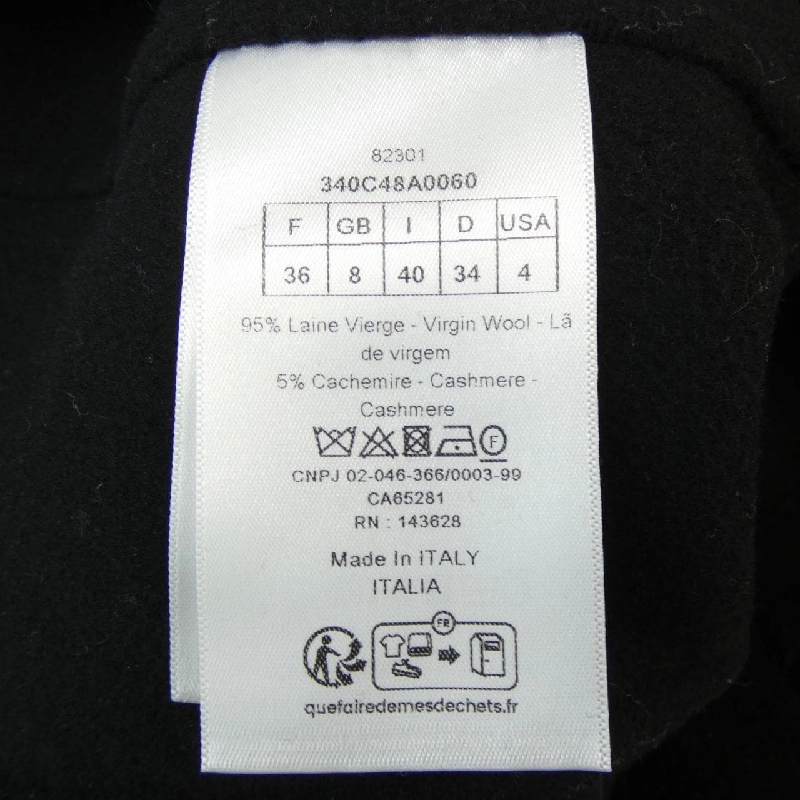 82301
340C48A0060
F GB I D USA
36 8 40 34 4
95% Laine Vierge - Virgin Wool - Lã
de virgem
5% Cachemire - Cashmere -
Cashmere
F
CNPJ 02-046-366/0003-99
CA65281
RN : 143628
Made In ITALY
ITALIA
FR
quefairedemesdechets.fr